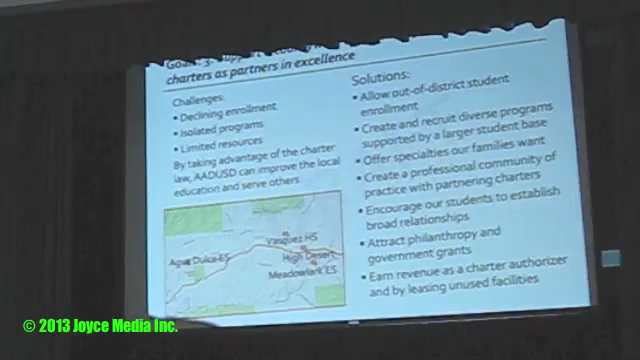 charters as partners in excellence
Challenges:
• Declining enrollment
• Isolated programs
• Limited resources
By taking advantage of the charter
law, AADUSD can improve the local
education and serve others
Vasquez HS
Agua Dulce ES
High Desert
Meadowlark ES
Solutions:
• Allow out-of-district student
enrollment
• Create and recruit diverse programs
supported by a larger student base
• Offer specialties our families want
• Create a professional community of
practice with partnering charters
• Encourage our students to establish
broad relationships
• Attract philanthropy and
government grants
• Earn revenue as a charter authorizer
and by leasing unused facilities
© 2013 Joyce Media Inc.